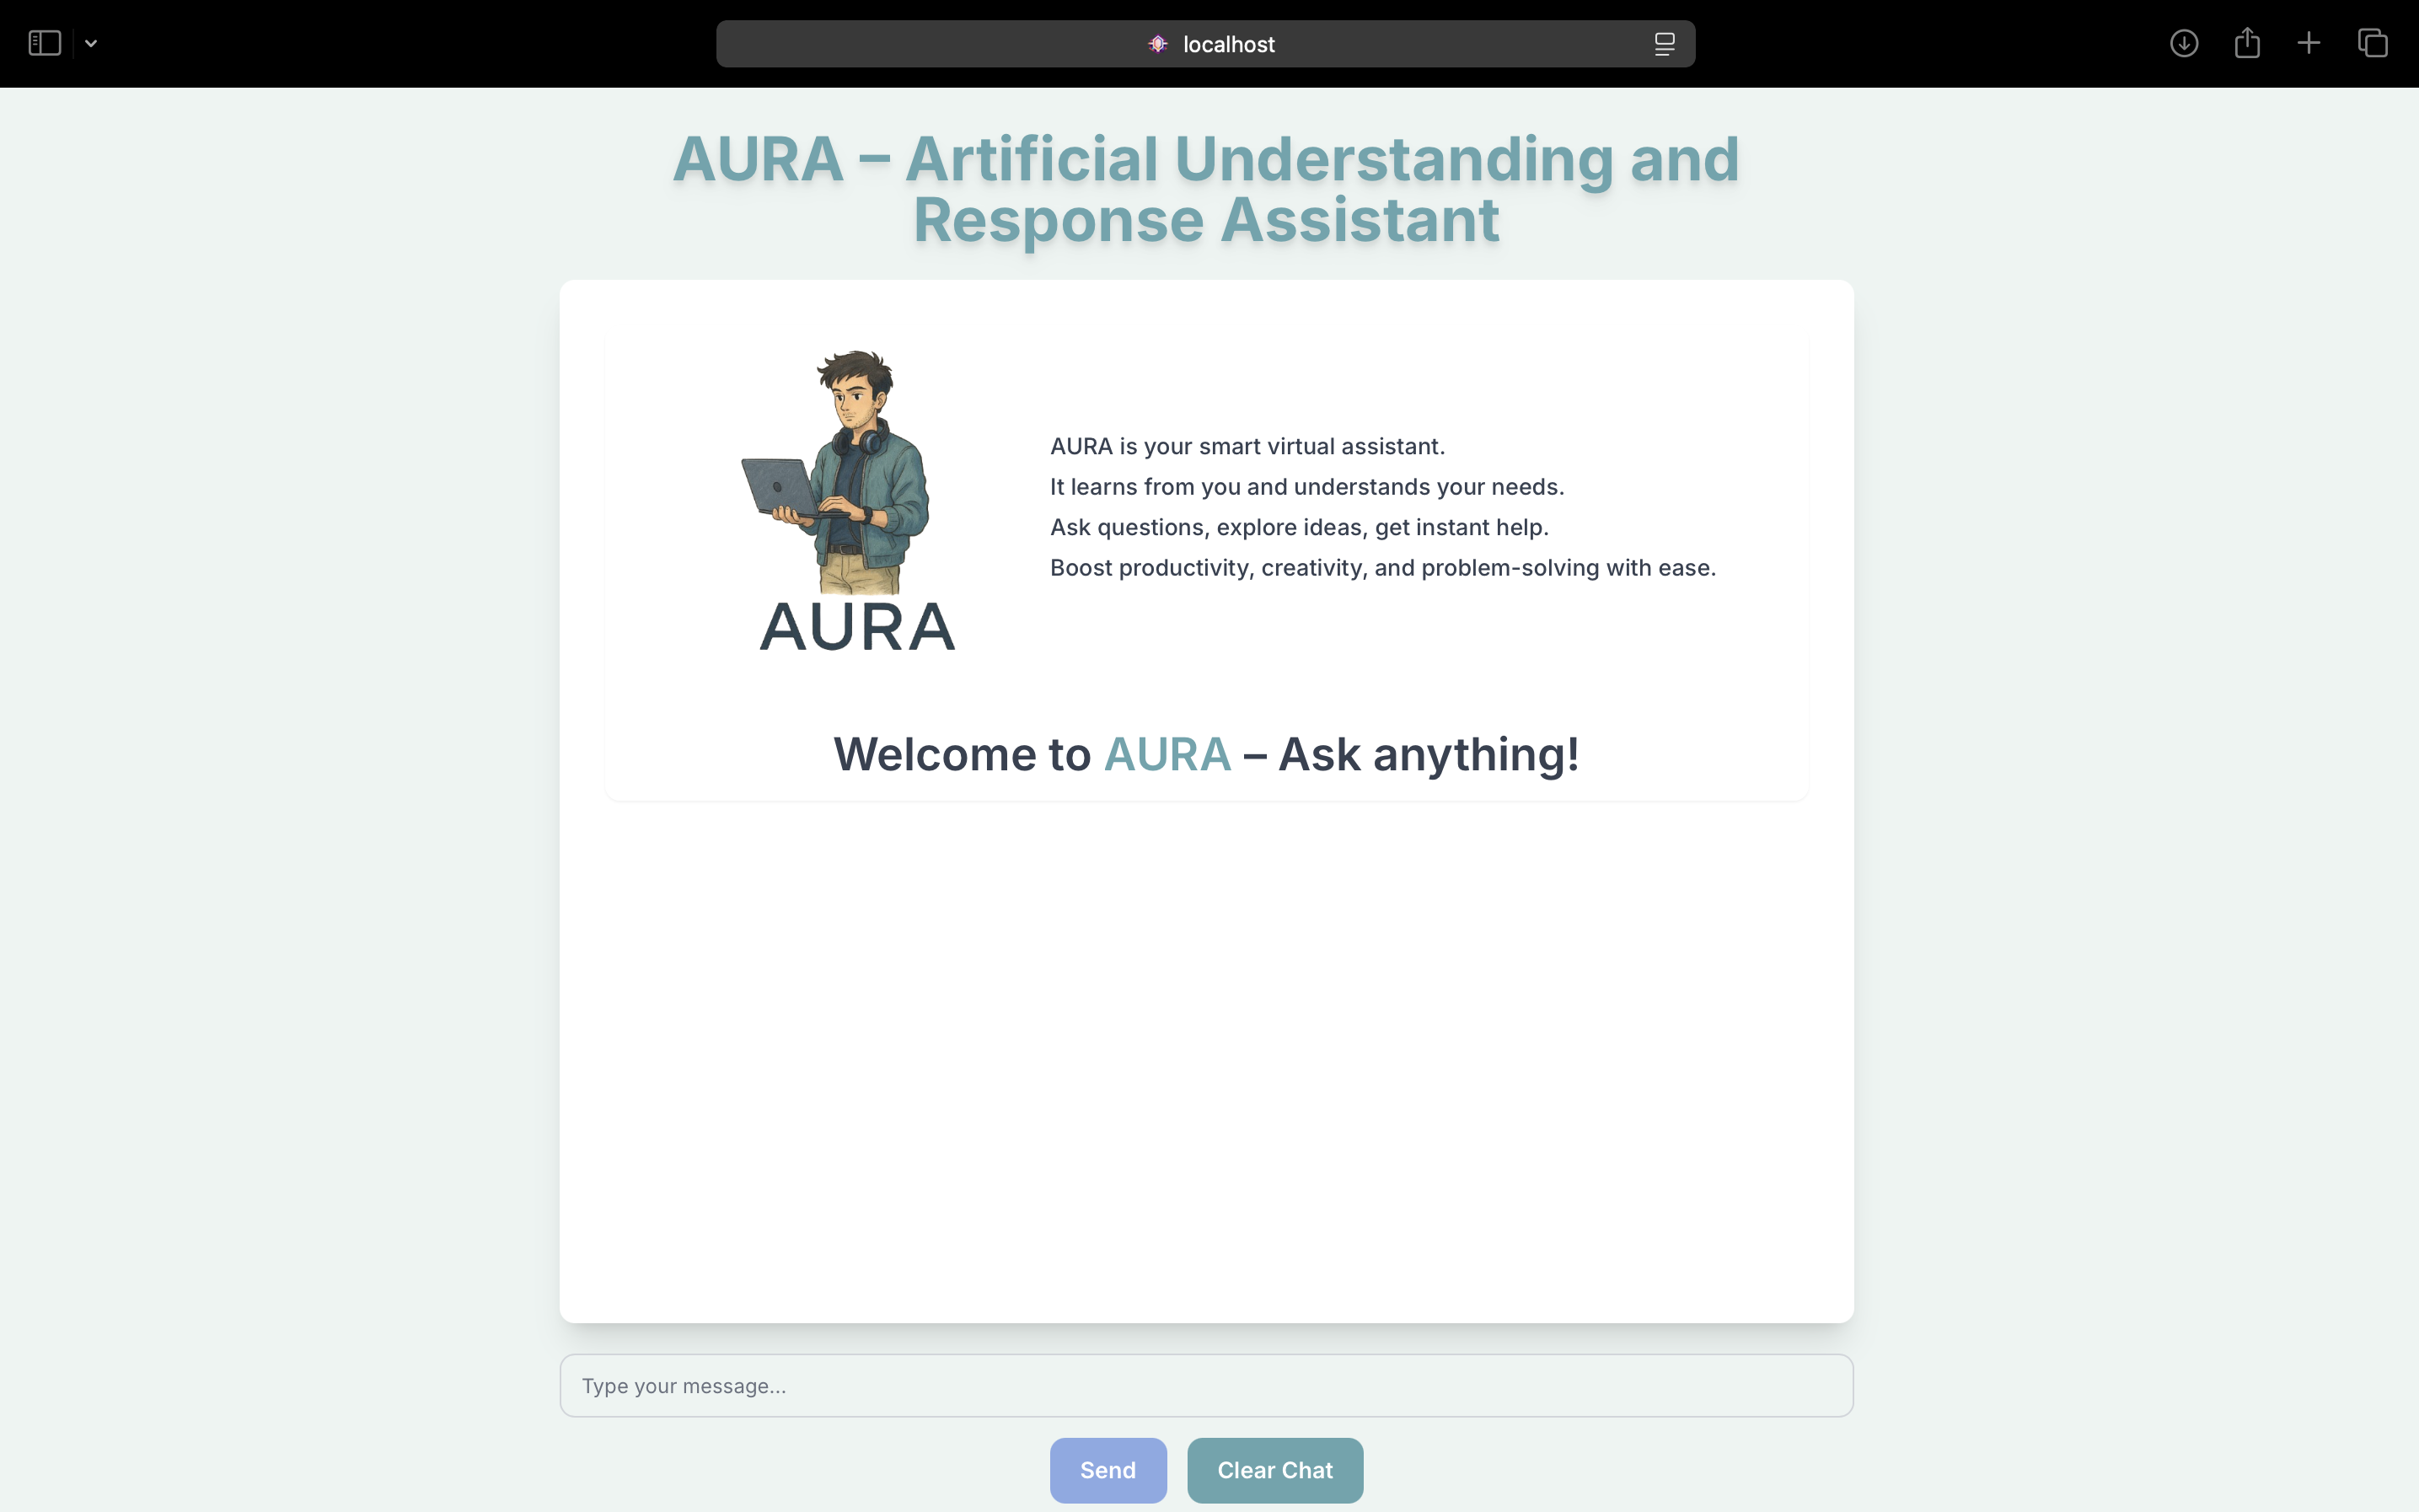 localhost
AURA – Artificial Understanding and
Response Assistant
AURA is your smart virtual assistant.
It learns from you and understands your needs.
Ask questions, explore ideas, get instant help.
Boost productivity, creativity, and problem-solving with ease.
AURA
Welcome to AURA – Ask anything!
Type your message...
Send
Clear Chat